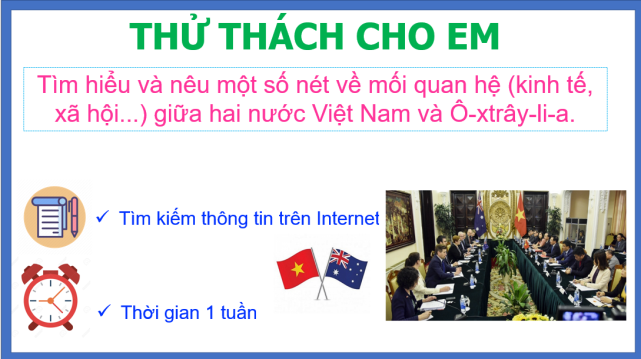 THỬ THÁCH CHO EM
Tìm hiểu và nêu một số nét về mối quan hệ (kinh tế,
xã hội...) giữa hai nước Việt Nam và Ô-xtrây-li-a.
✓ Tìm kiếm thông tin trên Internet
✓ Thời gian 1 tuần